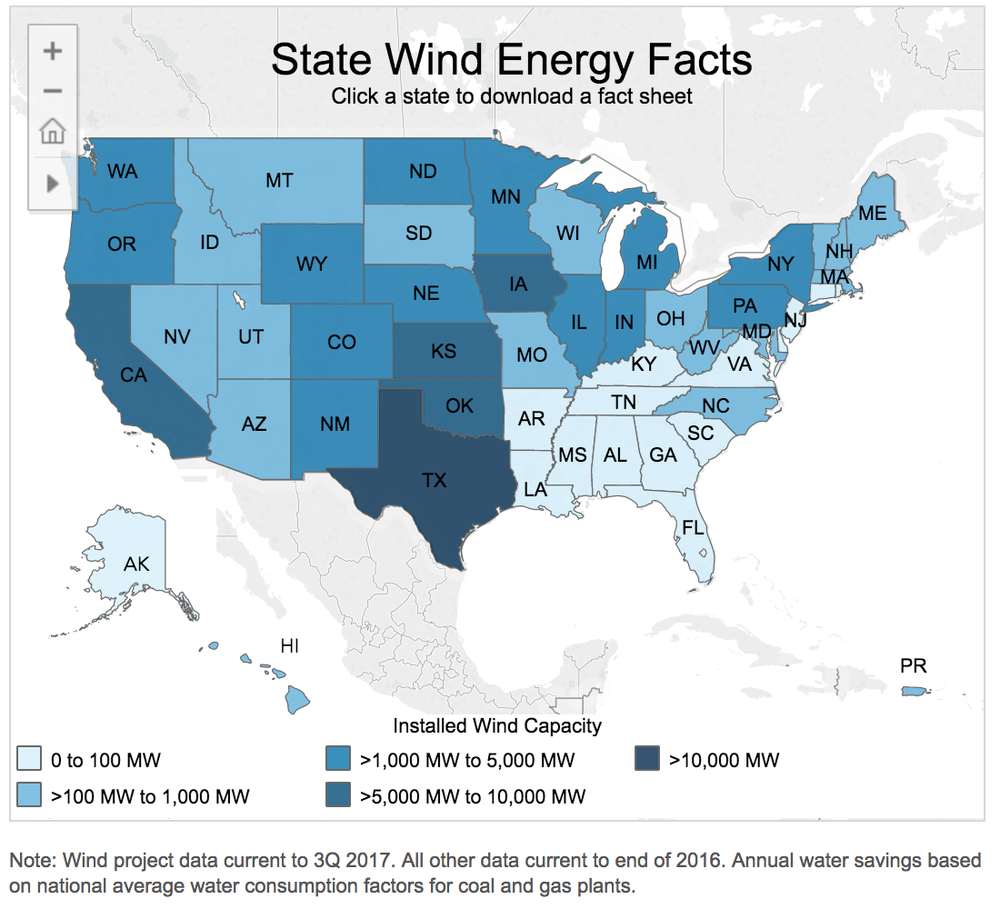 State Wind Energy Facts
Click a state to download a fact sheet
WA
MT
ND
MN
OR
ID
WY
SD
WI
MI
NY
ME
NH
MA
NE
IA
IL
IN
OH
PA
NJ
MD
NV
UT
CO
KS
MO
KY
WV
VA
CA
AZ
NM
OK
AR
TN
NC
SC
TX
LA
MS
AL
GA
FL
AK
HI
PR
Installed Wind Capacity
0 to 100 MW
>1,000 MW to 5,000 MW
>10,000 MW
>100 MW to 1,000 MW
>5,000 MW to 10,000 MW
Note: Wind project data current to 3Q 2017. All other data current to end of 2016. Annual water savings based
on national average water consumption factors for coal and gas plants.